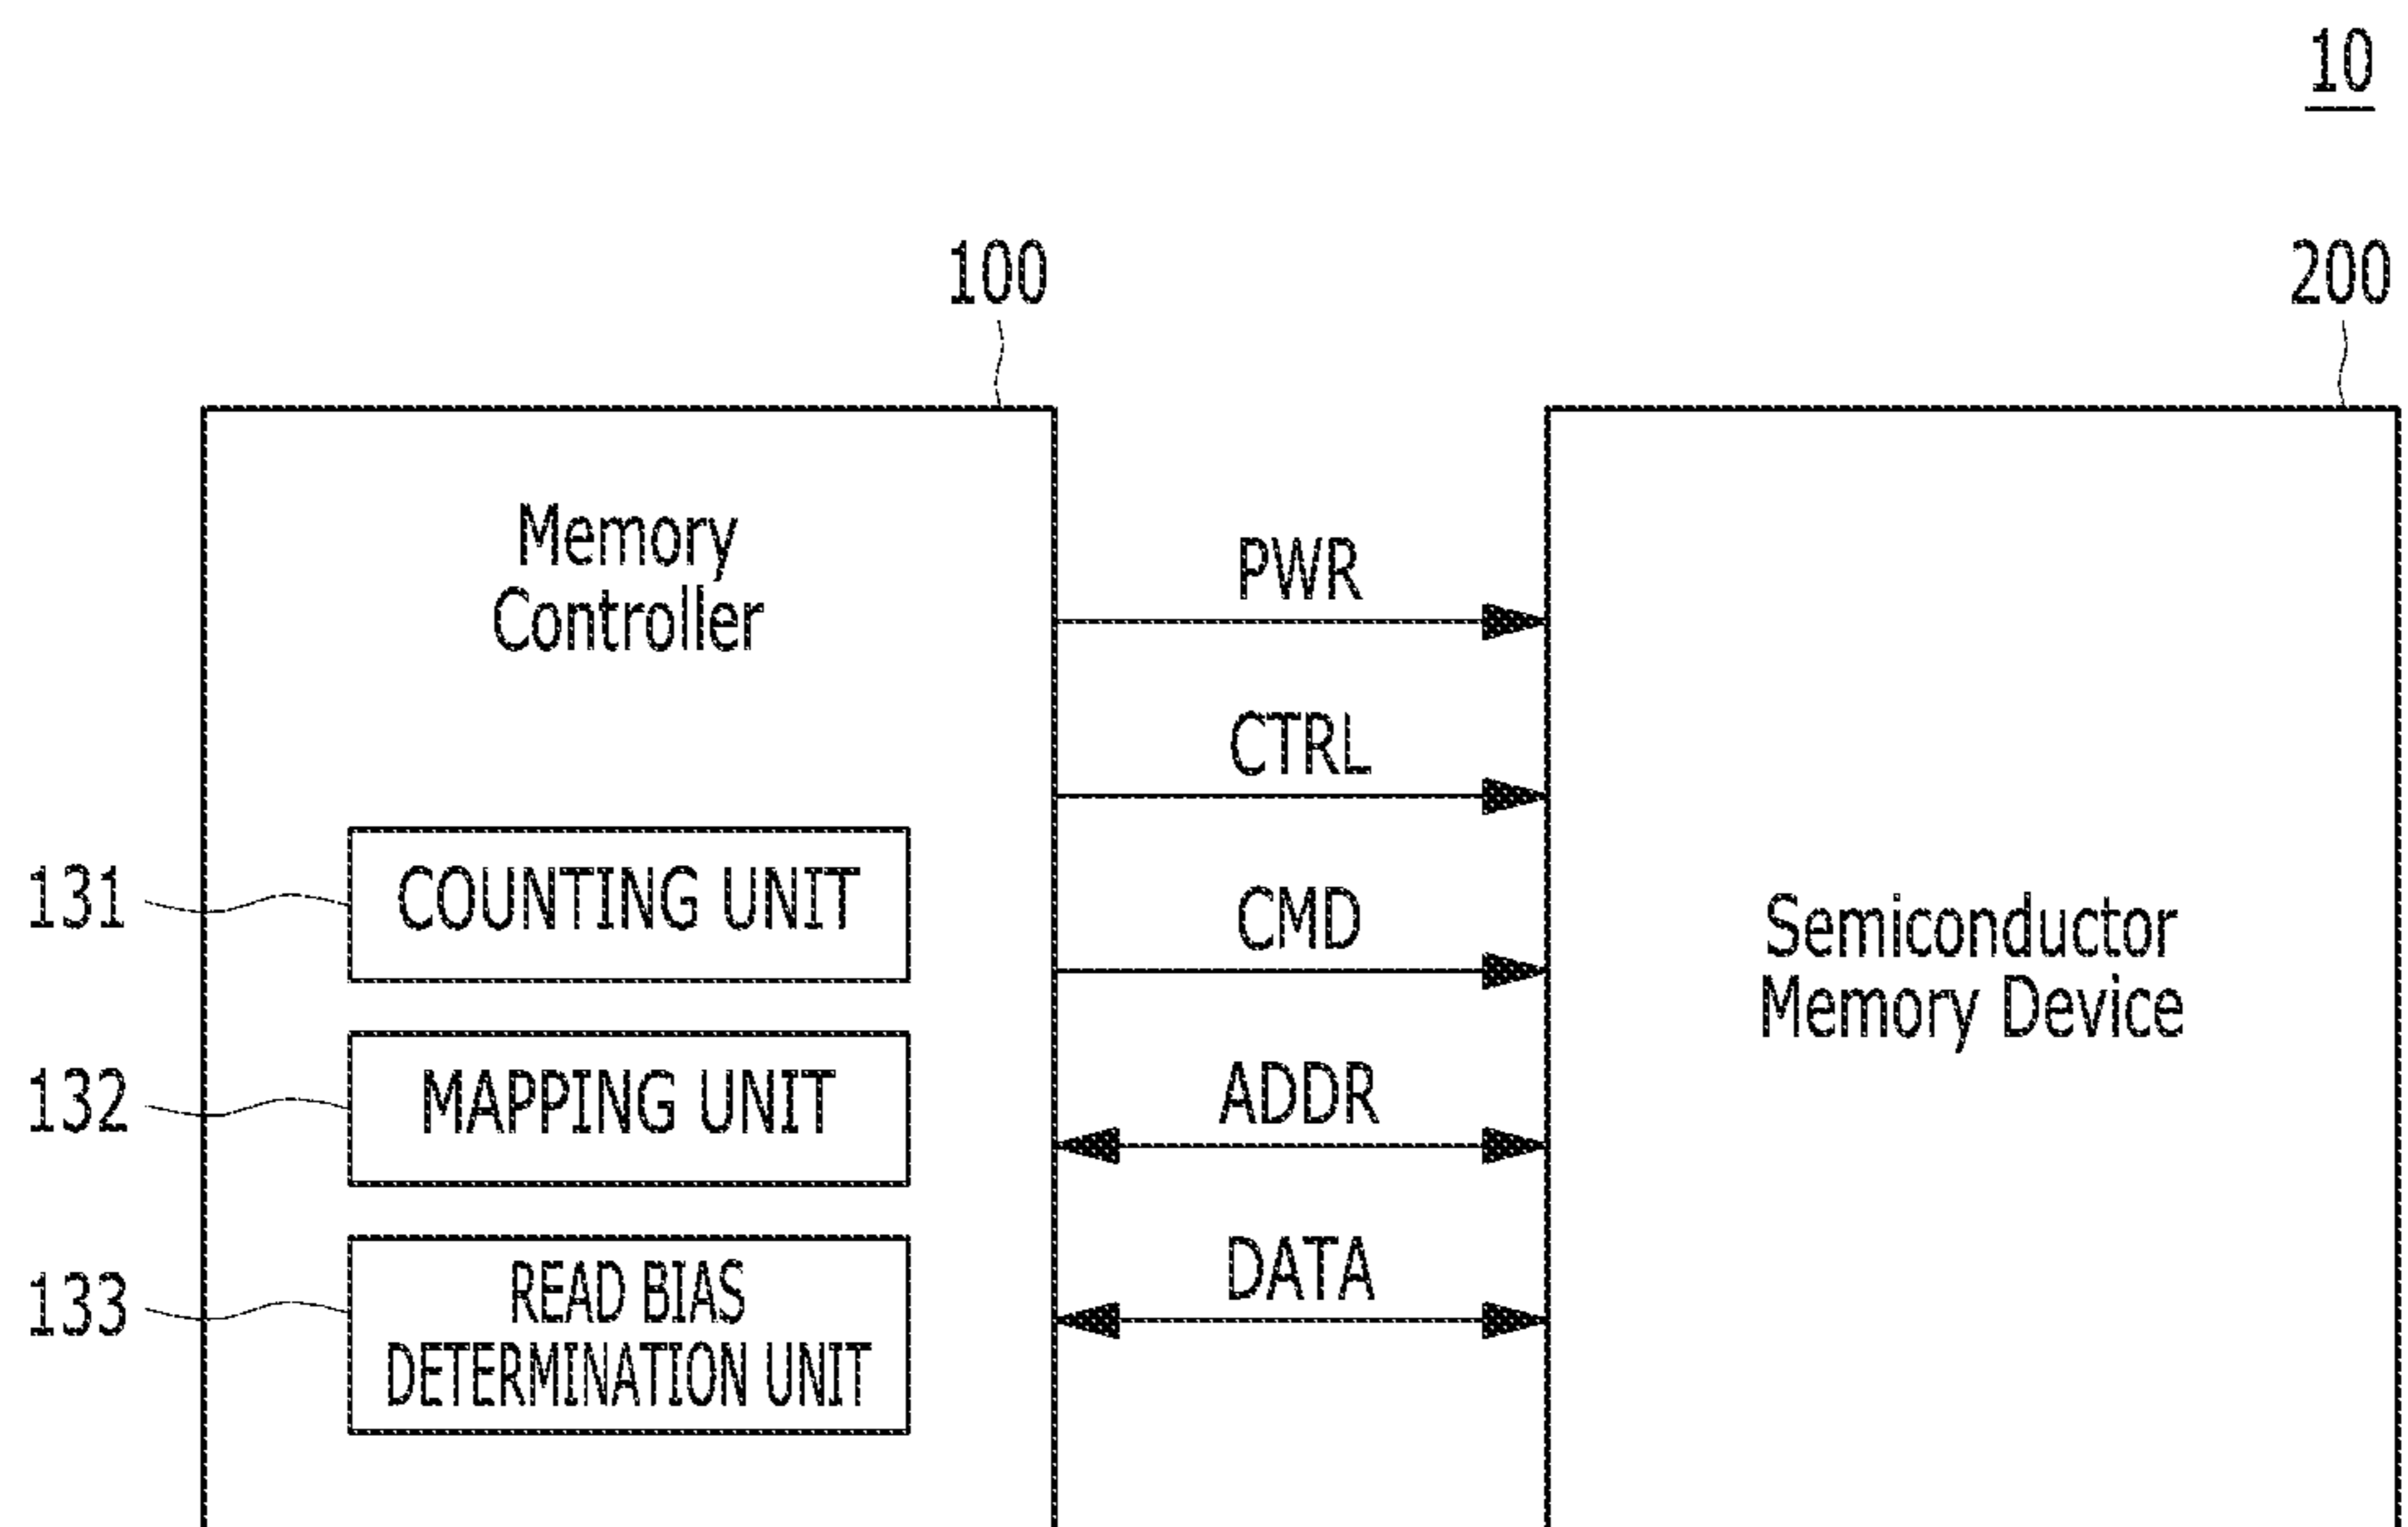 10
100
200
Memory
Controller
PWR
CTRL
131
COUNTING UNIT
CMD
Semiconductor
Memory Device
132
MAPPING UNIT
ADDR
133
READ BIAS
DETERMINATION UNIT
DATA